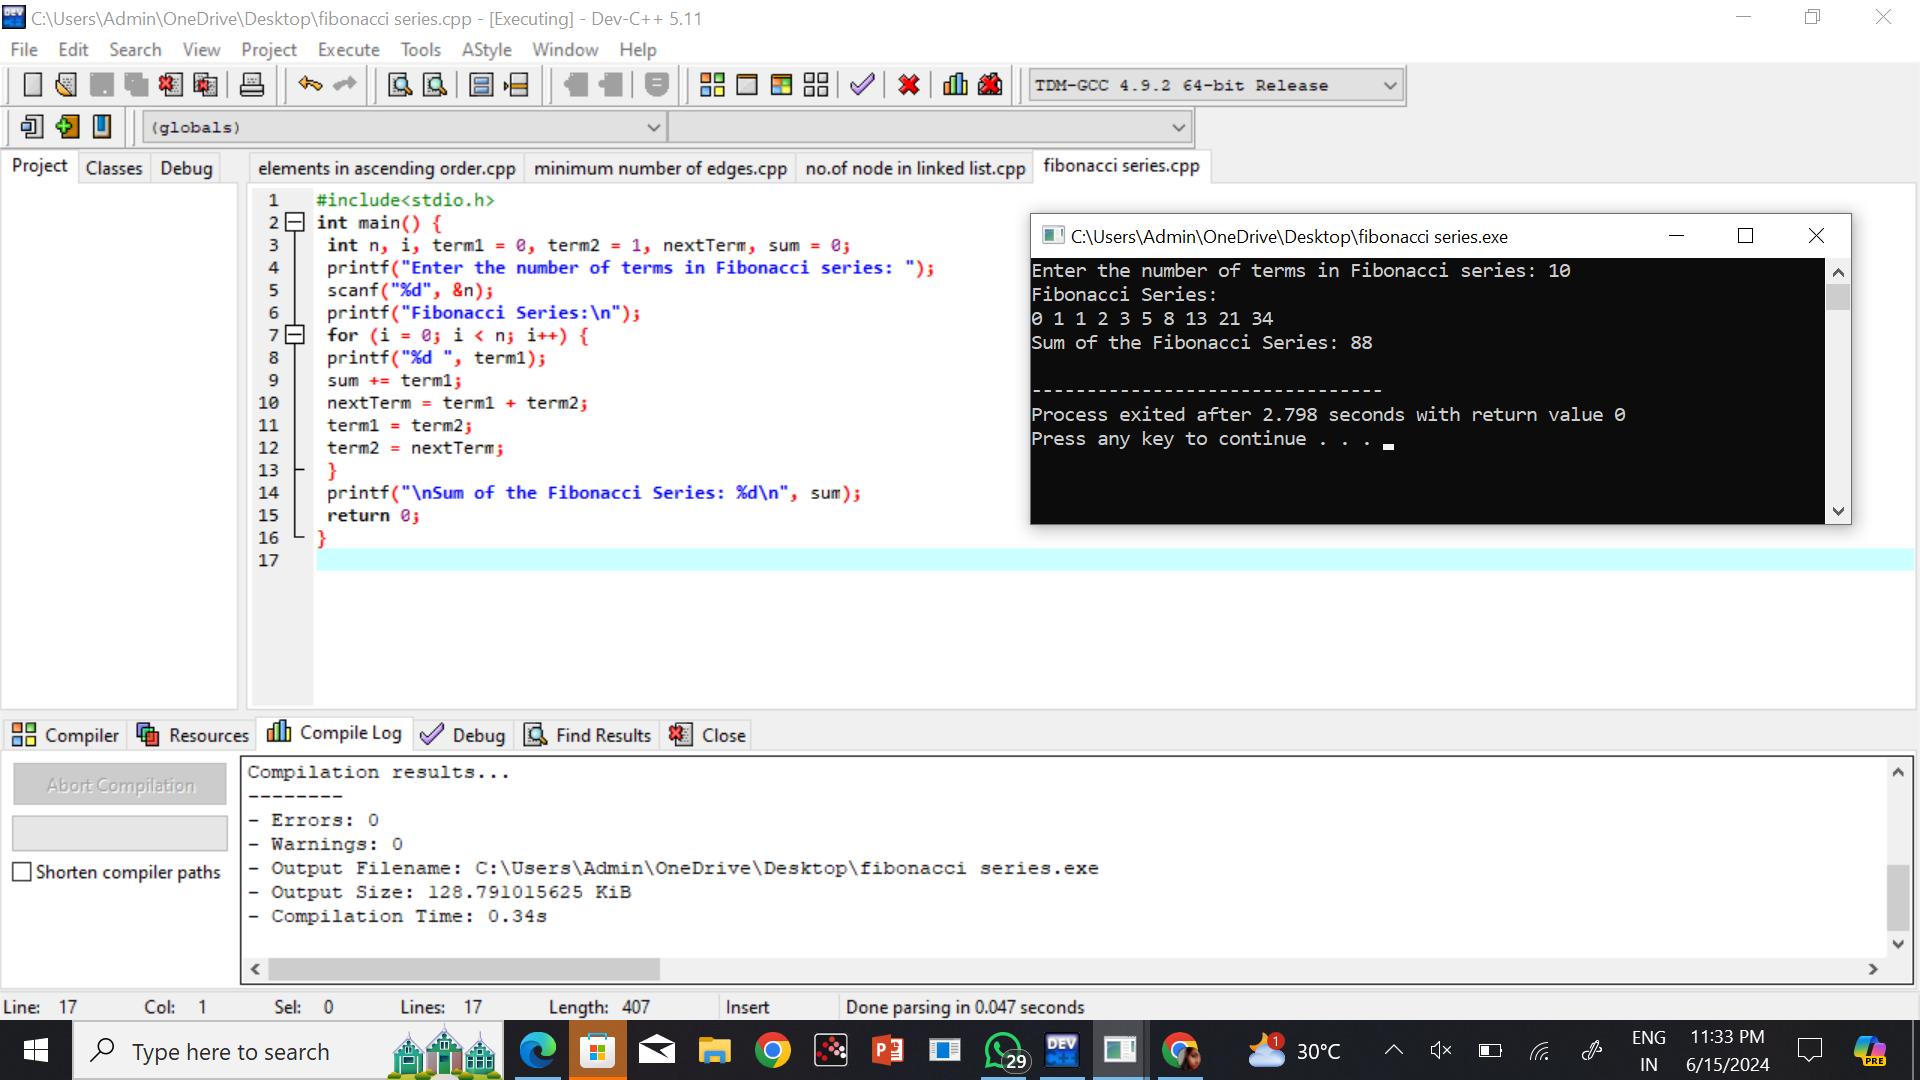 C:\Users\Admin\OneDrive\Desktop\fibonacci series.cpp - [Executing] - Dev-C++ 5.11
File Edit Search View Project Execute Tools AStyle Window Help
TDM-GCC 4.9.2 64-bit Release
(globals)
Project Classes Debug
elements in ascending order.cpp minimum number of edges.cpp no.of node in linked list.cpp fibonacci series.cpp
1 #include<stdio.h>
2 int main() {
3 int n, i, term1 = 0, term2 = 1, nextTerm, sum = 0;
4 printf("Enter the number of terms in Fibonacci series: ");
5 scanf("%d", &n);
6 printf("Fibonacci Series:\n");
7 for (i = 0; i < n; i++) {
8 printf("%d ", term1);
9 sum += term1;
10 nextTerm = term1 + term2;
11 term1 = term2;
12 term2 = nextTerm;
13 }
14 printf("\nSum of the Fibonacci Series: %d\n", sum);
15 return 0;
16 }
17
C:\Users\Admin\OneDrive\Desktop\fibonacci series.exe
Enter the number of terms in Fibonacci series: 10
Fibonacci Series:
0 1 1 2 3 5 8 13 21 34
Sum of the Fibonacci Series: 88
--------------------------------
Process exited after 2.798 seconds with return value 0
Press any key to continue . . .
Compiler Resources Compile Log Debug Find Results Close
Abort Compilation
Shorten compiler paths
Compilation results...
--------
- Errors: 0
- Warnings: 0
- Output Filename: C:\Users\Admin\OneDrive\Desktop\fibonacci series.exe
- Output Size: 128.791015625 KiB
- Compilation Time: 0.34s
Line: 17 Col: 1 Sel: 0 Lines: 17 Length: 407 Insert Done parsing in 0.047 seconds
Type here to search
29
DEV
1
30°C
ENG
IN
11:33 PM
6/15/2024
PRE